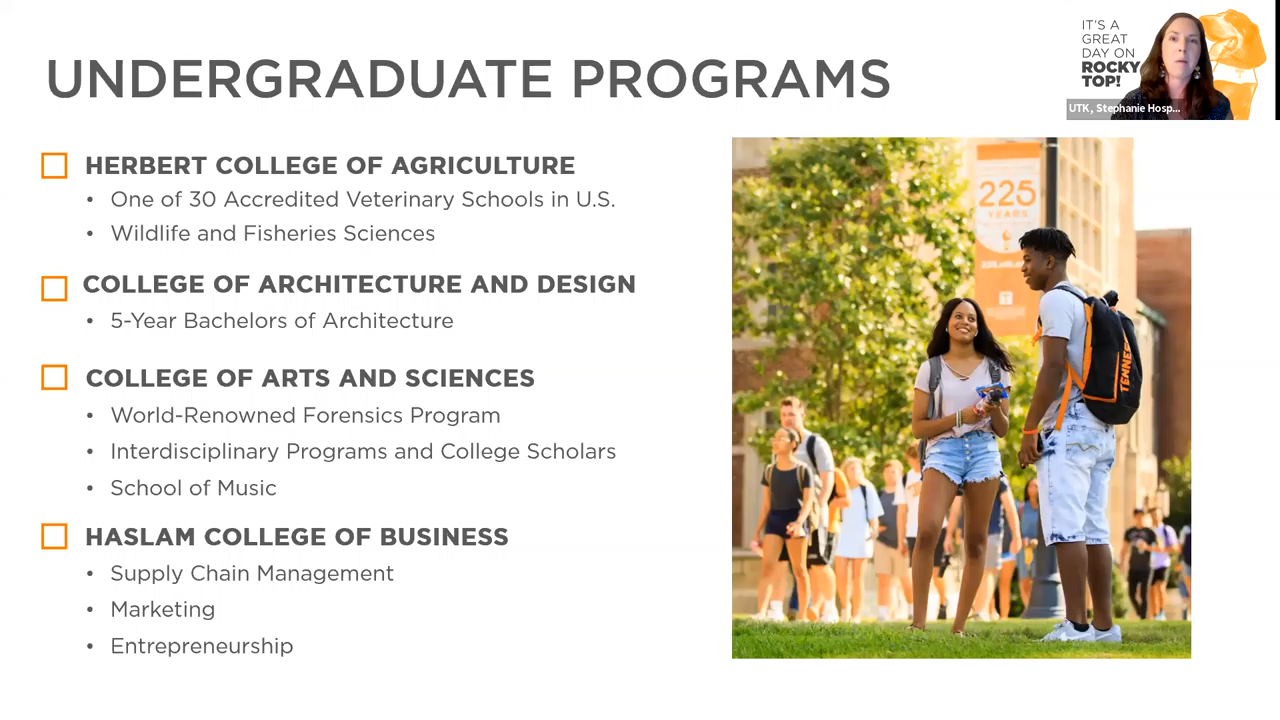 UNDERGRADUATE PROGRAMS
IT'S A
GREAT
DAY ON
ROCKY
TOP!
UTK, Stephanie Hosp...
HERBERT COLLEGE OF AGRICULTURE
• One of 30 Accredited Veterinary Schools in U.S.
• Wildlife and Fisheries Sciences
COLLEGE OF ARCHITECTURE AND DESIGN
• 5-Year Bachelors of Architecture
COLLEGE OF ARTS AND SCIENCES
• World-Renowned Forensics Program
• Interdisciplinary Programs and College Scholars
• School of Music
HASLAM COLLEGE OF BUSINESS
• Supply Chain Management
• Marketing
• Entrepreneurship
225
YEARS